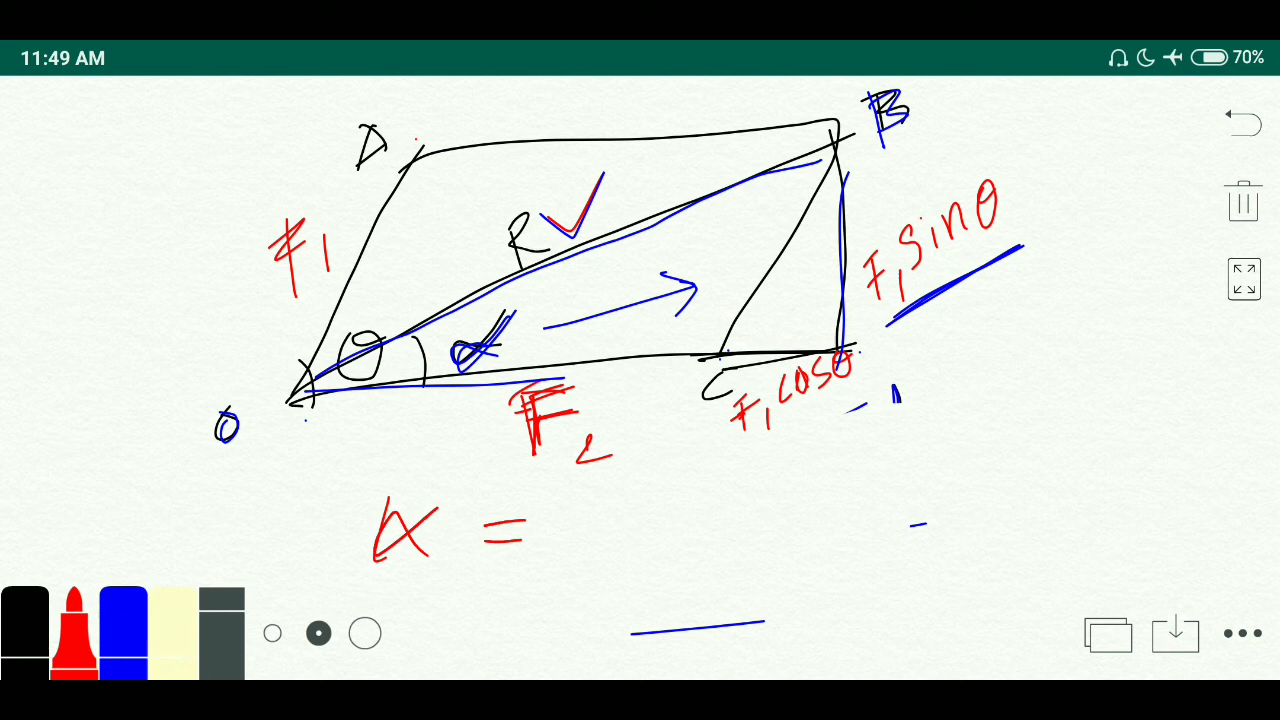 11:49 AM
70%
D
B
F₁
R
F₁ sinθ
θ
α
C
F₁ cosθ
O
F₂
α =